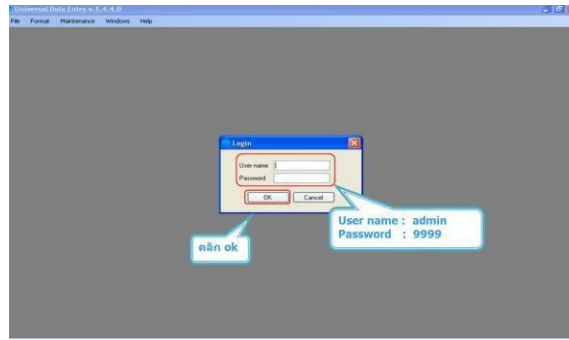 Universal Data Entry v.1.4.4.0
File Format Maintenance Windows Help
Login
User name
Password
OK Cancel
User name : admin
Password : 9999
คลิก ok